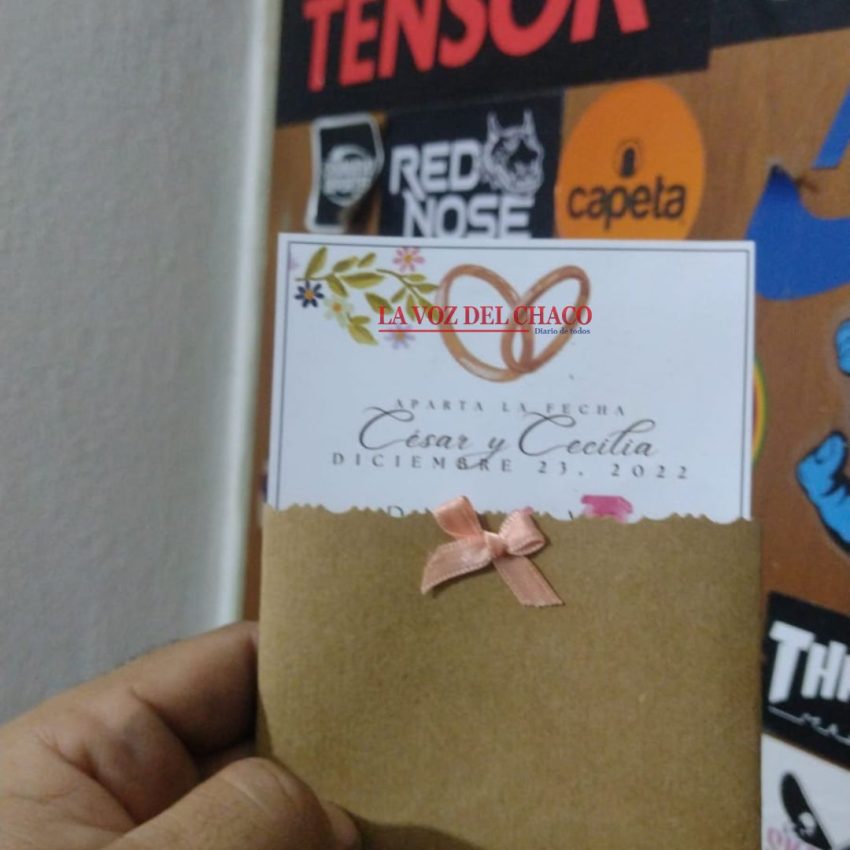 TENSOR
RED
NOSE
capeta
LA VOZ DEL CHACO
Diario de todos
APARTA LA FECHA
César y Cecilia
DICIEMBRE 23, 2022